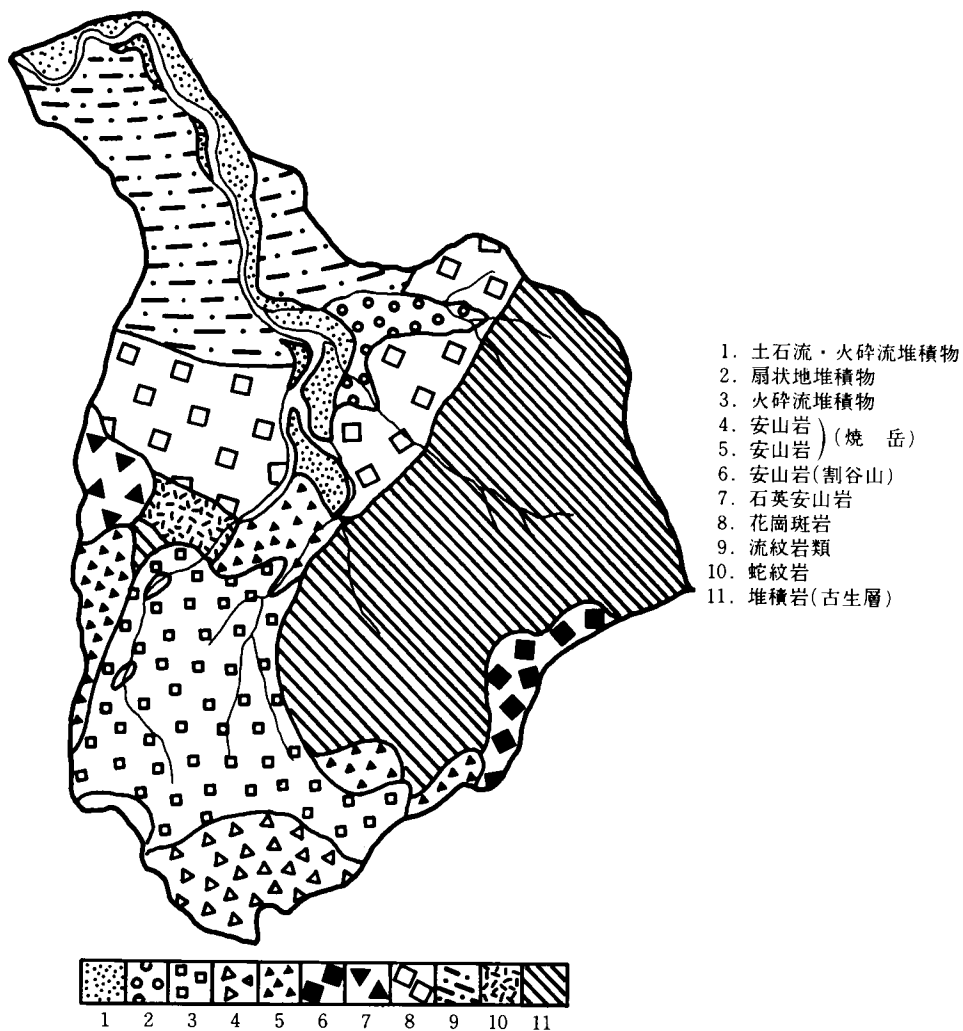 1. 土石流・火砕流堆積物
2. 扇状地堆積物
3. 火砕流堆積物
4. 安山岩
5. 安山岩 ) (焼 岳)
6. 安山岩(割谷山)
7. 石英安山岩
8. 花崗斑岩
9. 流紋岩類
10. 蛇紋岩
11. 堆積岩(古生層)
1 2 3 4 5 6 7 8 9 10 11